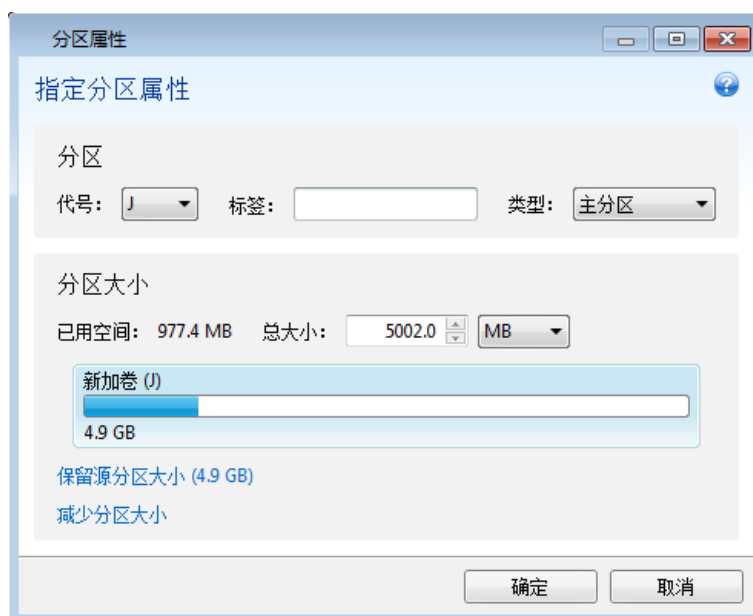 分区属性
指定分区属性
?
分区
代号: J 标签: 类型: 主分区
分区大小
已用空间: 977.4 MB 总大小: 5002.0 MB
新加卷 (J)
4.9 GB
保留源分区大小 (4.9 GB)
减少分区大小
确定 取消